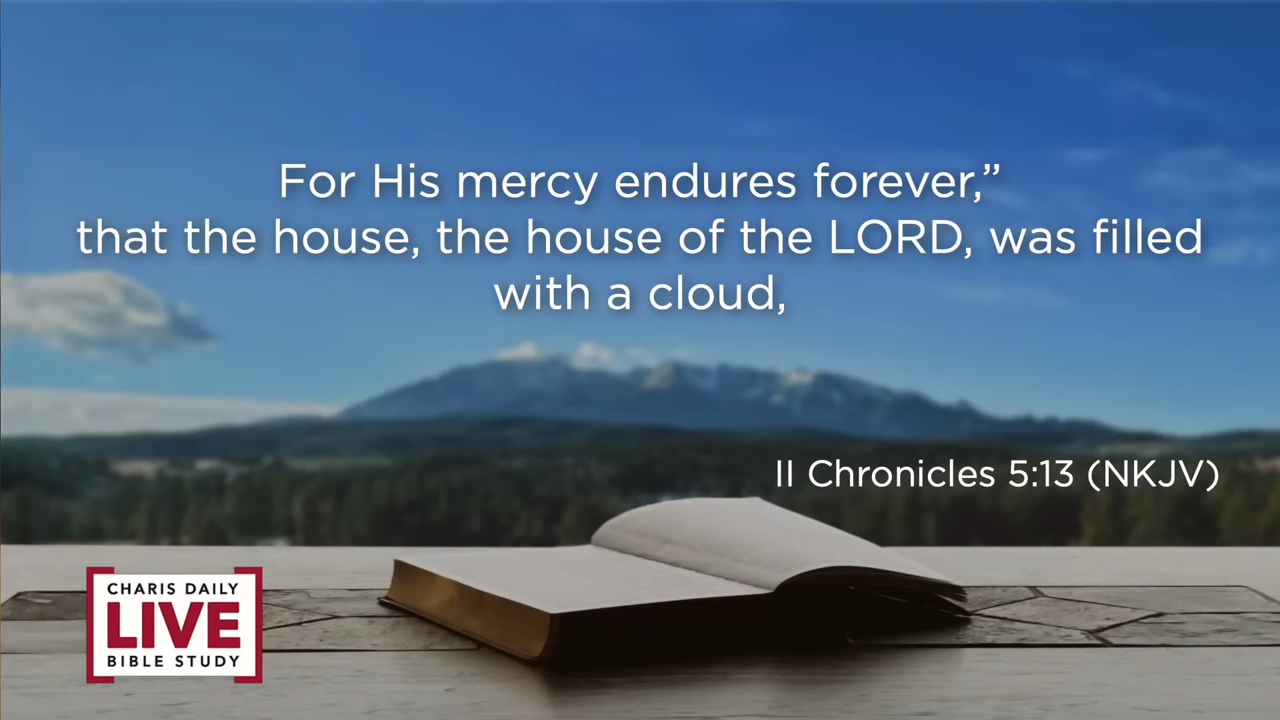 For His mercy endures forever,”
that the house, the house of the LORD, was filled
with a cloud,
II Chronicles 5:13 (NKJV)
CHARIS DAILY
LIVE
BIBLE STUDY